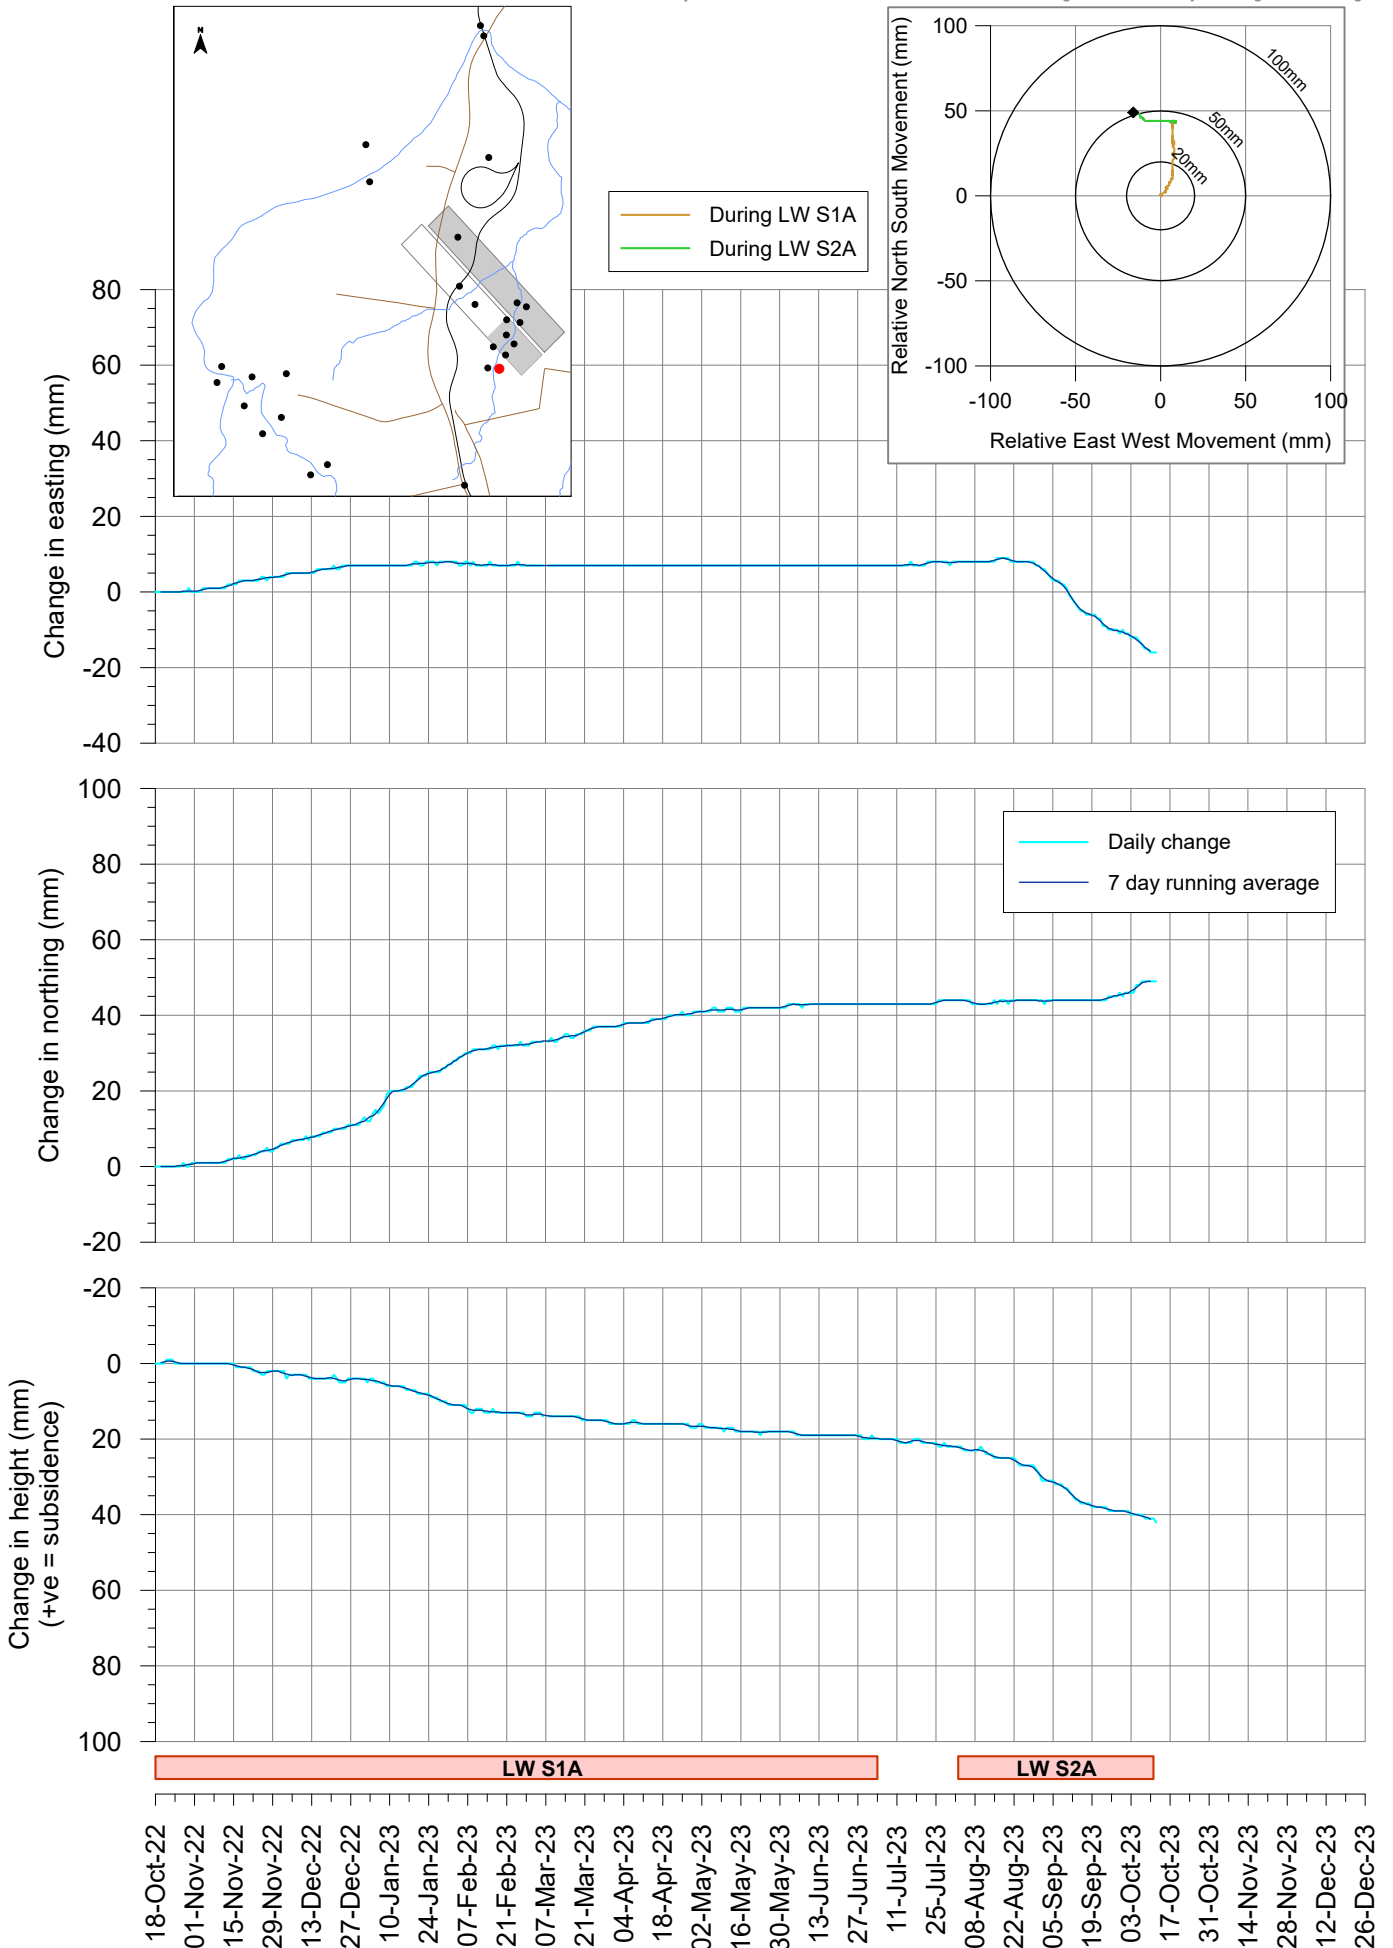 N
During LW S1A
During LW S2A
Relative North South Movement (mm)
100
50
0
-50
-100
100mm
50mm
20mm
-100
-50
0
50
100
Relative East West Movement (mm)
Change in easting (mm)
80
60
40
20
0
-20
-40
Change in northing (mm)
100
80
60
40
20
0
-20
Daily change
7 day running average
Change in height (mm)
(+ve = subsidence)
-20
0
20
40
60
80
100
LW S1A
LW S2A
18-Oct-22
01-Nov-22
15-Nov-22
29-Nov-22
13-Dec-22
27-Dec-22
10-Jan-23
24-Jan-23
07-Feb-23
21-Feb-23
07-Mar-23
21-Mar-23
04-Apr-23
18-Apr-23
02-May-23
16-May-23
30-May-23
13-Jun-23
27-Jun-23
11-Jul-23
25-Jul-23
08-Aug-23
22-Aug-23
05-Sep-23
19-Sep-23
03-Oct-23
17-Oct-23
31-Oct-23
14-Nov-23
28-Nov-23
12-Dec-23
26-Dec-23